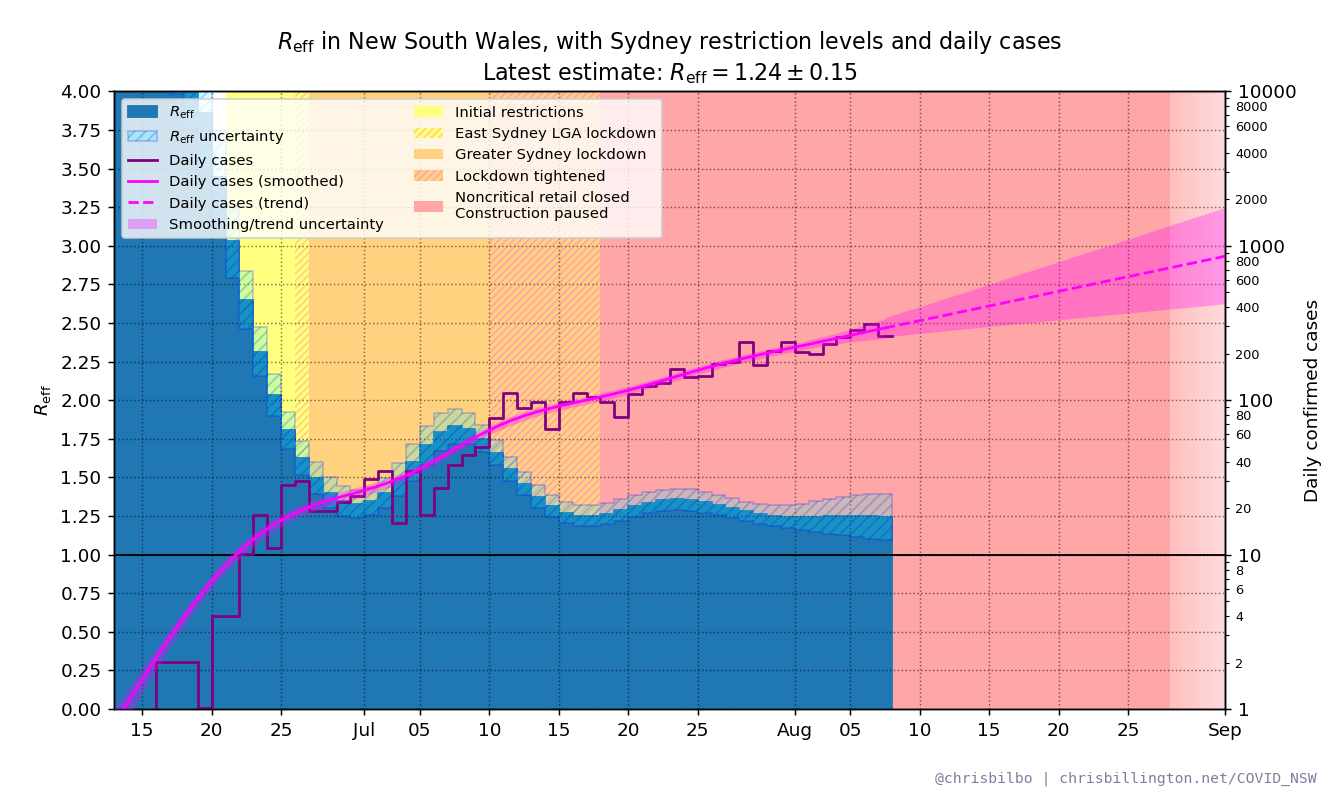 Reff in New South Wales, with Sydney restriction levels and daily cases
Latest estimate: Reff = 1.24 ± 0.15
Reff
Reff uncertainty
Daily cases
Daily cases (smoothed)
Daily cases (trend)
Smoothing/trend uncertainty
Initial restrictions
East Sydney LGA lockdown
Greater Sydney lockdown
Lockdown tightened
Noncritical retail closed
Construction paused
Reff
4.00
3.75
3.50
3.25
3.00
2.75
2.50
2.25
2.00
1.75
1.50
1.25
1.00
0.75
0.50
0.25
0.00
10000
8000
6000
4000
2000
1000
800
600
400
200
100
80
60
40
20
10
8
6
4
2
1
Daily confirmed cases
15 20 25 Jul 05 10 15 20 25 Aug 05 10 15 20 25 Sep
@chrisbilbo | chrisbillington.net/COVID_NSW